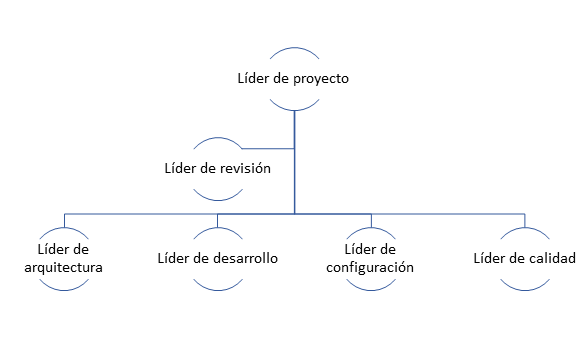 Líder de proyecto
Líder de revisión
Líder de
arquitectura
Líder de desarrollo
Líder de
configuración
Líder de calidad